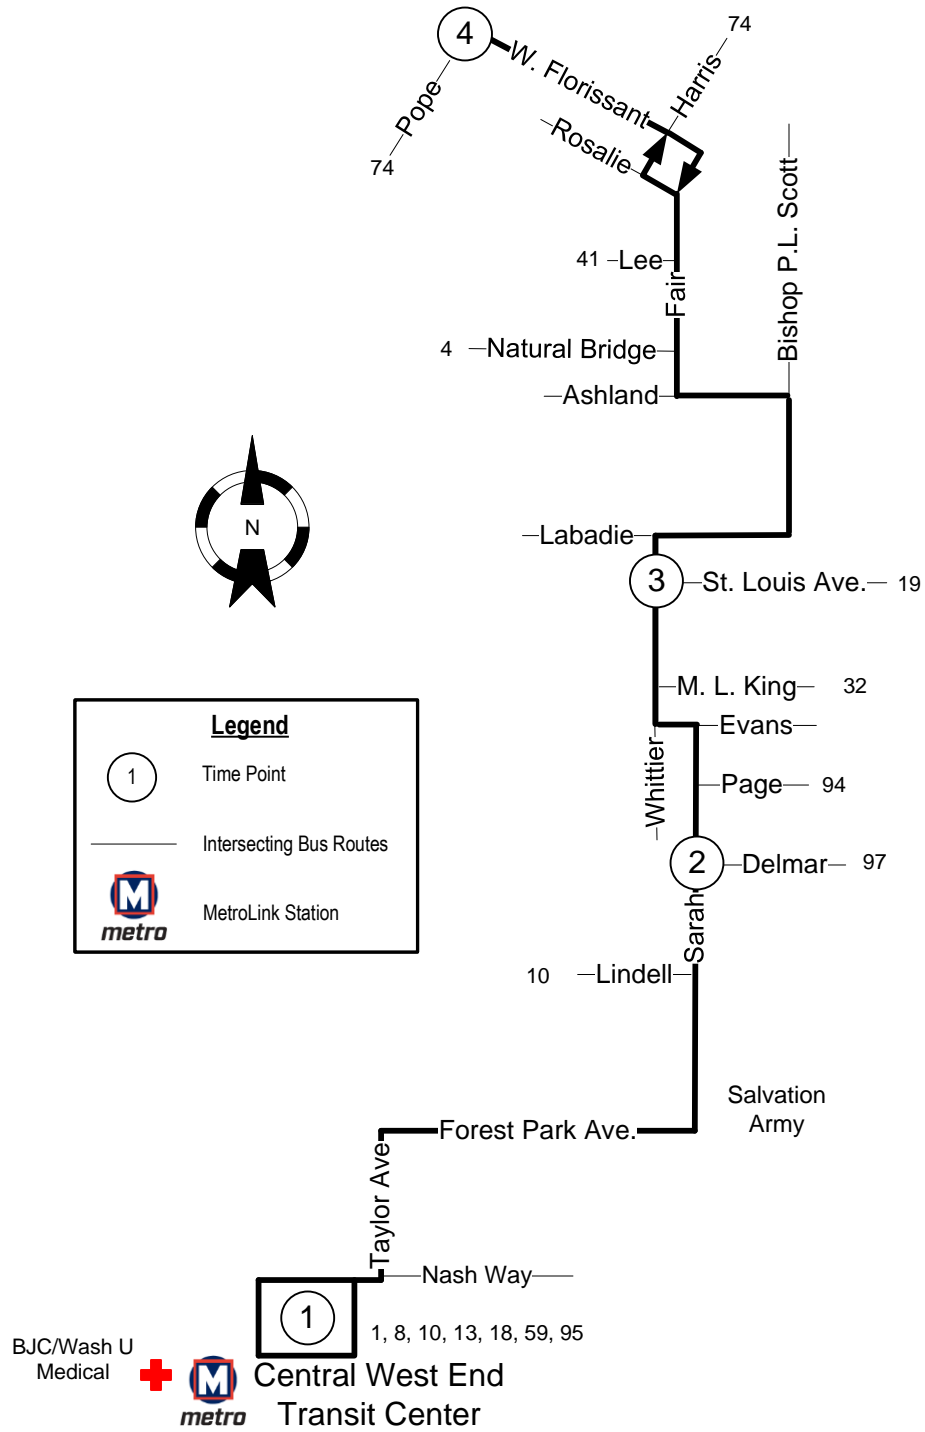 74
4
W. Florissant
Harris
Pope
74
Rosalie
Bishop P.L. Scott
41 Lee
Fair
4 Natural Bridge
Ashland
N
Labadie
3 St. Louis Ave. 19
M. L. King 32
Evans
Whittier
Page 94
2 Delmar 97
Sarah
10 Lindell
Legend
1 Time Point
Intersecting Bus Routes
M
metro
MetroLink Station
Salvation
Army
Forest Park Ave.
Taylor Ave
Nash Way
1
1, 8, 10, 13, 18, 59, 95
BJC/Wash U
Medical
M
metro
Central West End
Transit Center